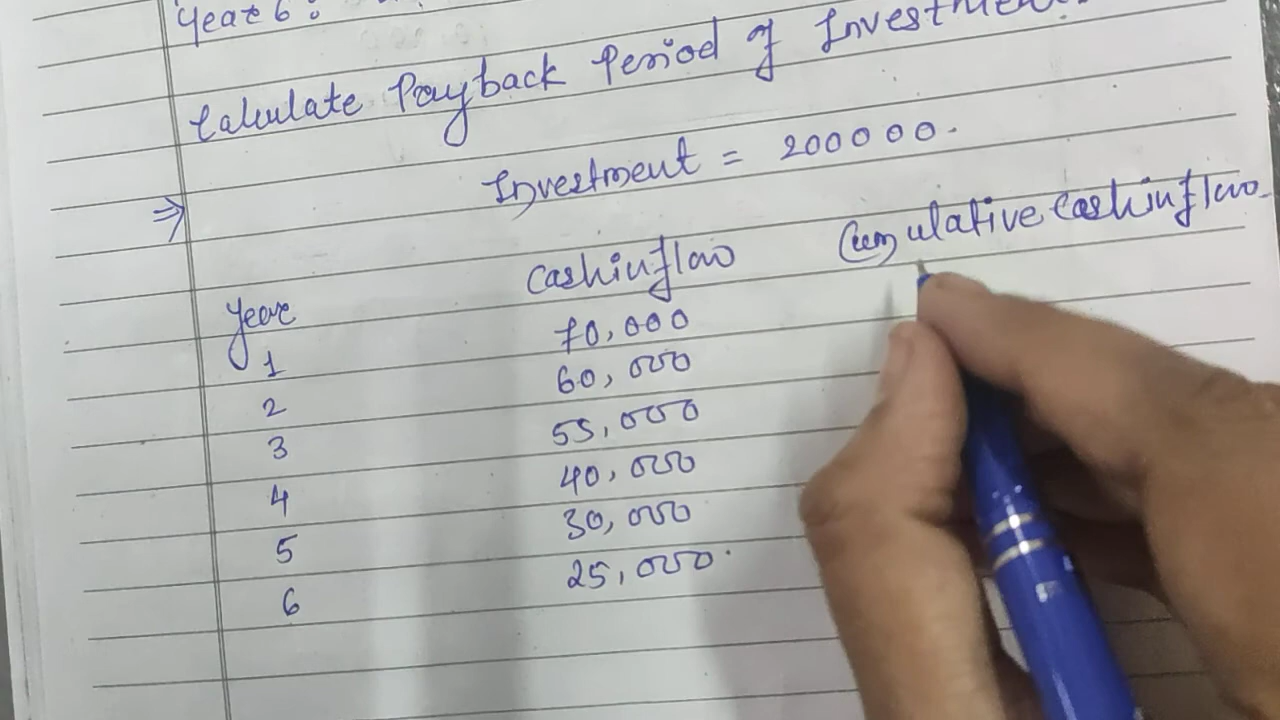 Year 6 :
Calculate Payback Period of Investment.
⇒ Investment = 200000.
Year Cashinflow Cumulative Cashinflow.
1 70,000
2 60,000
3 55,000
4 40,000
5 30,000
6 25,000.